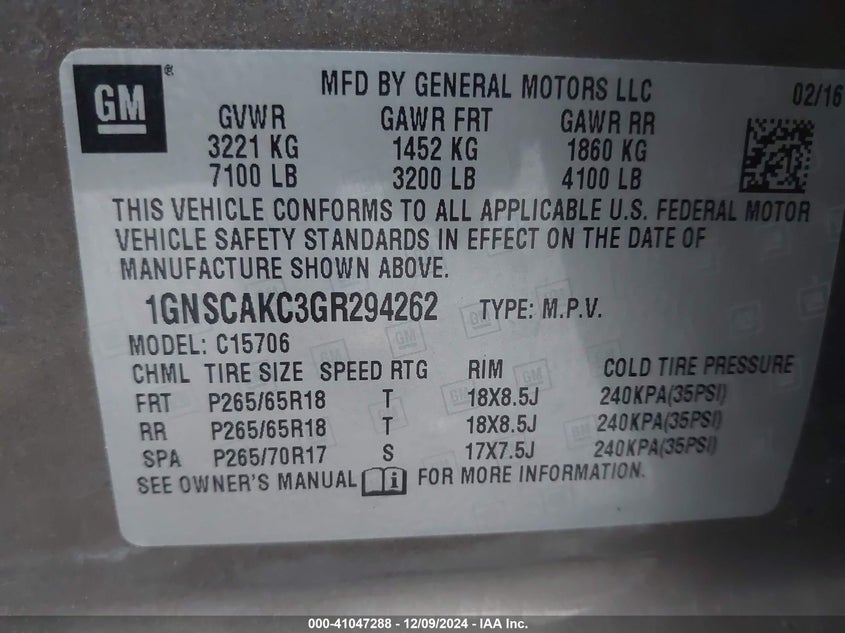 GM ®
MFD BY GENERAL MOTORS LLC 02/16
GVWR GAWR FRT GAWR RR
3221 KG 1452 KG 1860 KG
7100 LB 3200 LB 4100 LB
THIS VEHICLE CONFORMS TO ALL APPLICABLE U.S. FEDERAL MOTOR
VEHICLE SAFETY STANDARDS IN EFFECT ON THE DATE OF
MANUFACTURE SHOWN ABOVE.
1GNSCAKC3GR294262 TYPE: M.P.V.
MODEL: C15706
CHML TIRE SIZE SPEED RTG RIM COLD TIRE PRESSURE
FRT P265/65R18 T 18X8.5J 240KPA(35PSI)
RR P265/65R18 T 18X8.5J 240KPA(35PSI)
SPA P265/70R17 S 17X7.5J 240KPA(35PSI)
SEE OWNER'S MANUAL i FOR MORE INFORMATION.
000-41047288 - 12/09/2024 - IAA Inc.